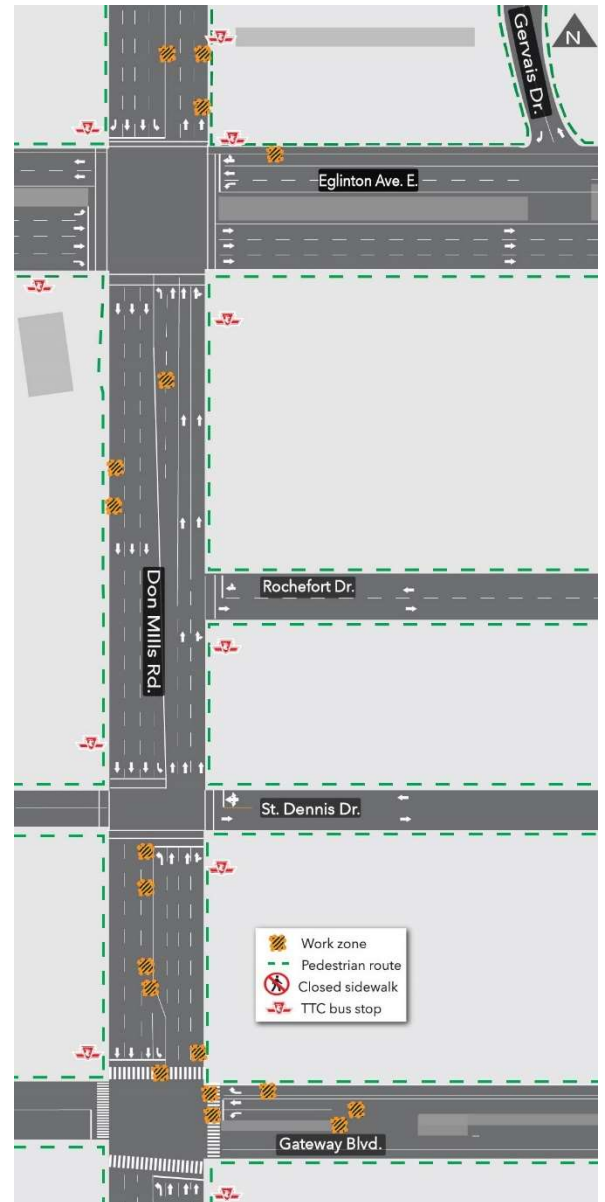 Gervais Dr.
N
Eglinton Ave. E.
Rochefort Dr.
Don Mills Rd.
St. Dennis Dr.
Work zone
Pedestrian route
Closed sidewalk
TTC bus stop
Gateway Blvd.